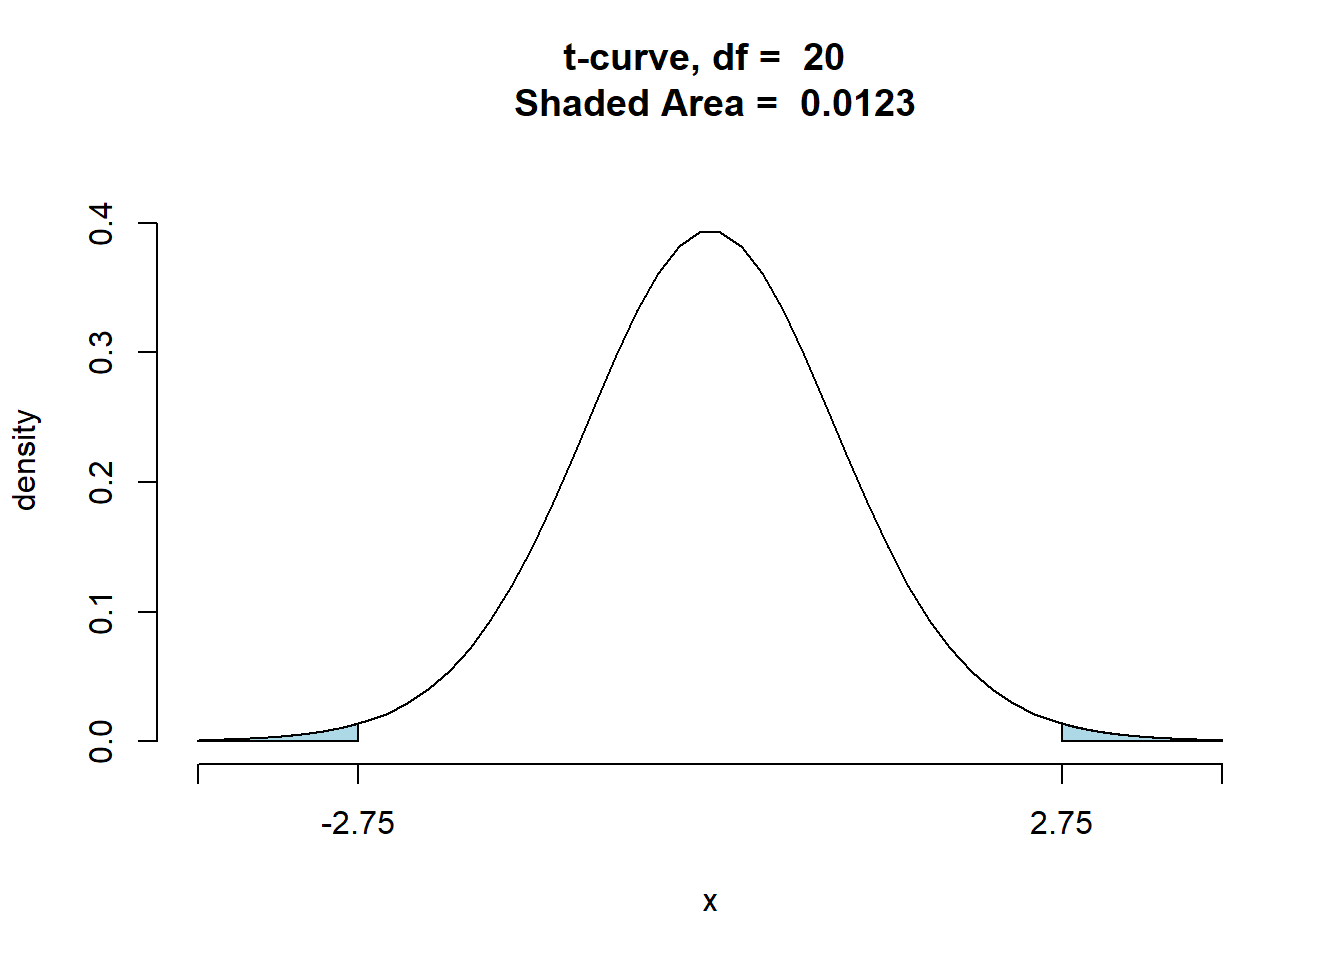 t-curve, df =  20
Shaded Area =  0.0123
0.4
0.3
0.2
0.1
0.0
density
-2.75
2.75
x